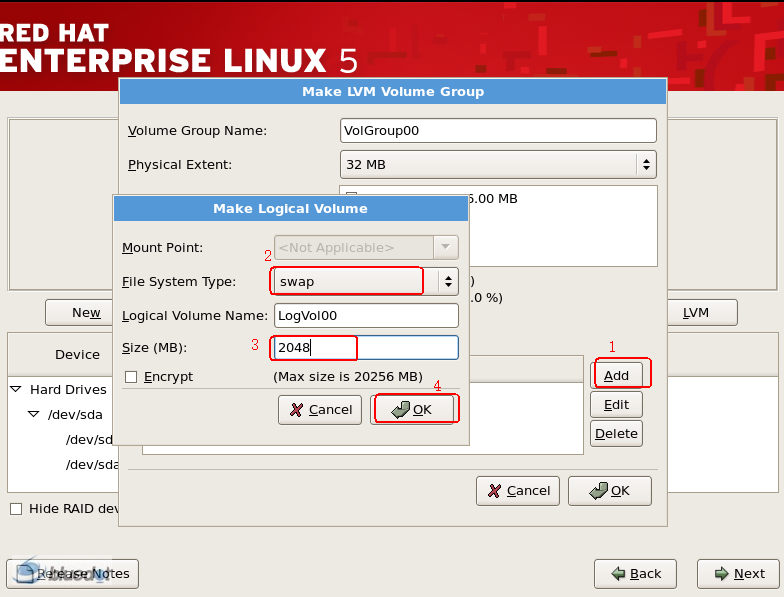 RED HAT
ENTERPRISE LINUX 5
Make LVM Volume Group
Volume Group Name: VolGroup00
Physical Extent: 32 MB
6.00 MB
Make Logical Volume
Mount Point: <Not Applicable>
2
File System Type: swap
)
.0 %)
Logical Volume Name: LogVol00
New
LVM
3 Size (MB): 2048
1
Device
Encrypt (Max size is 20256 MB)
Add
4
Hard Drives
Cancel OK
Edit
/dev/sda
/dev/sd
Delete
/dev/sda
Cancel OK
Hide RAID dev
Release Notes
Back Next